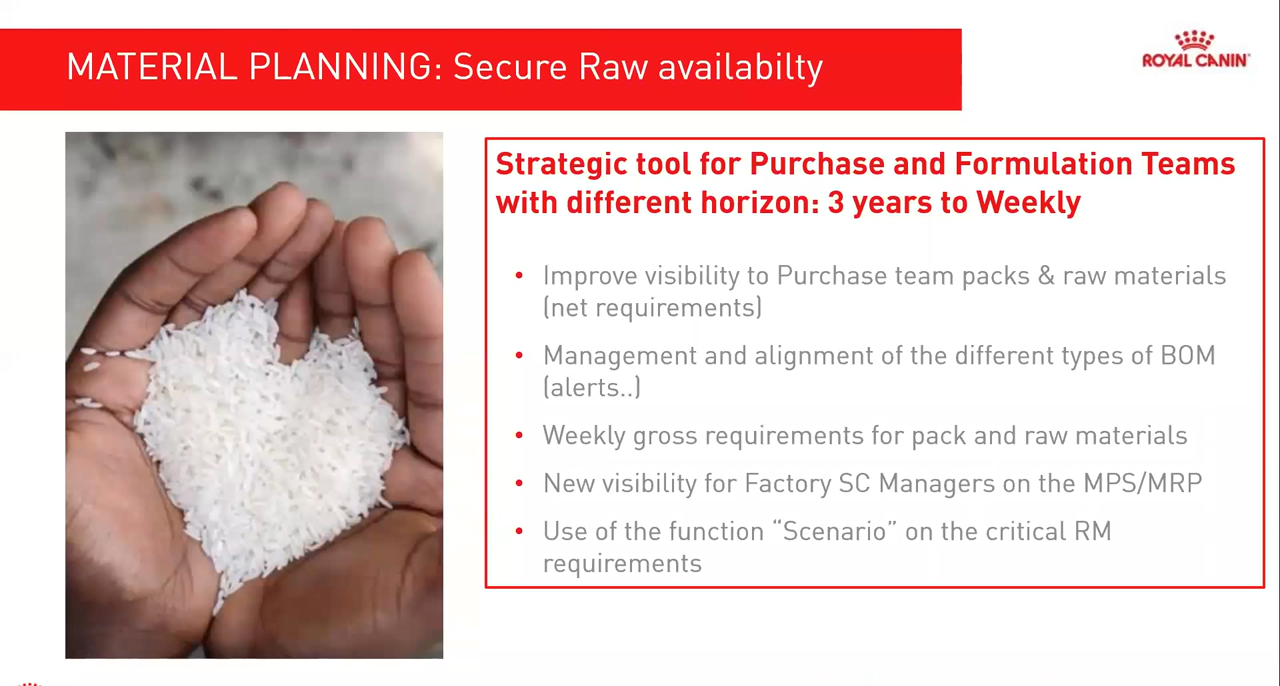 MATERIAL PLANNING: Secure Raw availabilty
ROYAL CANIN
Strategic tool for Purchase and Formulation Teams
with different horizon: 3 years to Weekly
• Improve visibility to Purchase team packs & raw materials
(net requirements)
• Management and alignment of the different types of BOM
(alerts..)
• Weekly gross requirements for pack and raw materials
• New visibility for Factory SC Managers on the MPS/MRP
• Use of the function “Scenario” on the critical RM
requirements